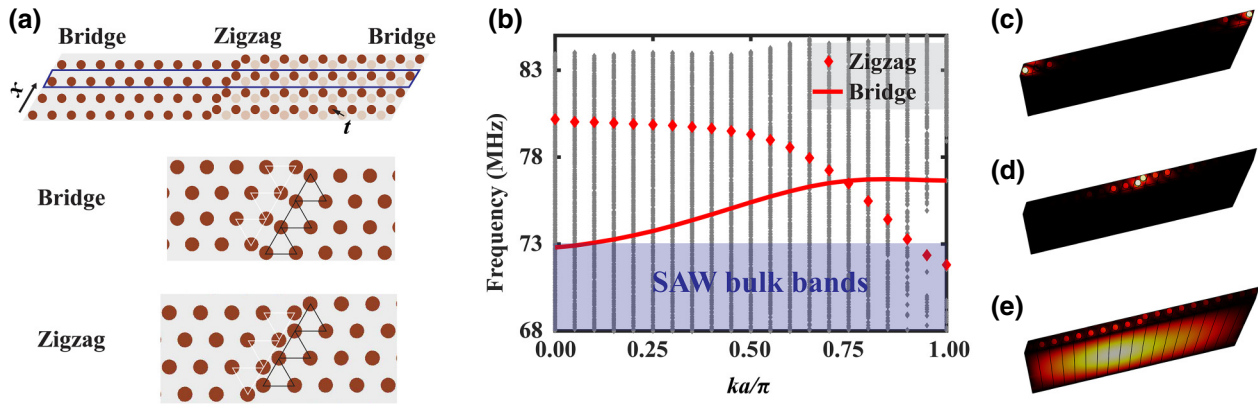 (a)
Bridge Zigzag Bridge
x
t
Bridge
Zigzag
(b)
Frequency (MHz)
83
78
73
68
Zigzag
Bridge
SAW bulk bands
0.00 0.25 0.50 0.75 1.00
ka/π
(c)
(d)
(e)